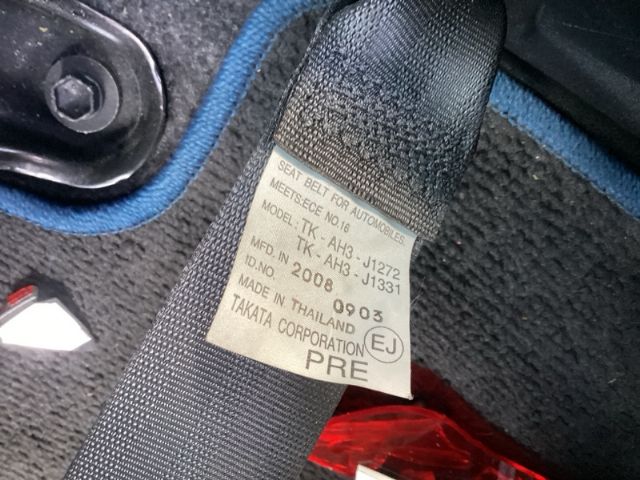 SEAT BELT FOR AUTOMOBILES.
MEETS:ECE NO.16
MODEL: TK - AH3 - J1272
TK - AH3 - J1331
MFD. IN 2008
ID.NO. 0903
MADE IN THAILAND
TAKATA CORPORATION EJ
PRE